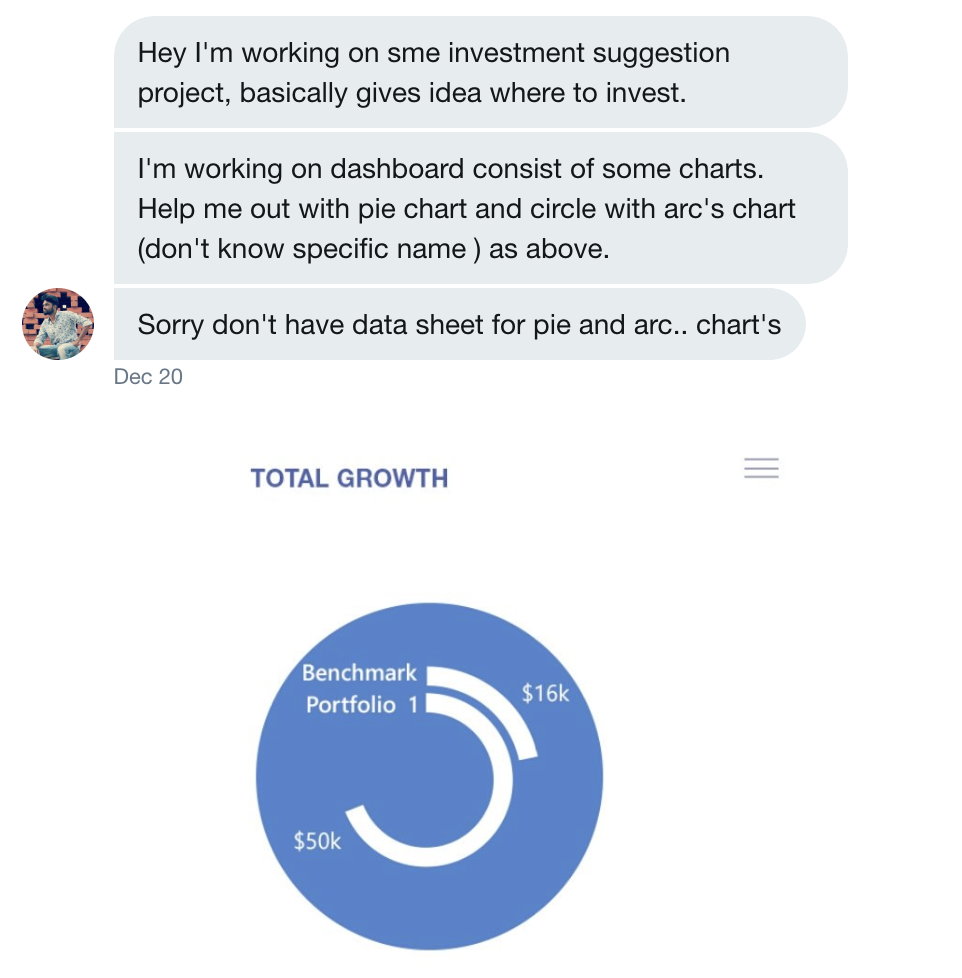 Hey I'm working on sme investment suggestion
project, basically gives idea where to invest.
I'm working on dashboard consist of some charts.
Help me out with pie chart and circle with arc's chart
(don't know specific name ) as above.
Sorry don't have data sheet for pie and arc.. chart's
Dec 20
TOTAL GROWTH
Benchmark
Portfolio 1
$16k
$50k